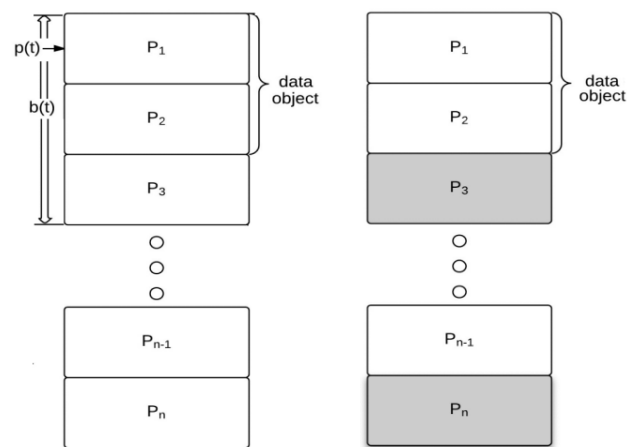 p(t)
b(t)
P₁
P₂
P₃
data
object
Pₙ₋₁
Pₙ
P₁
P₂
P₃
data
object
Pₙ₋₁
Pₙ